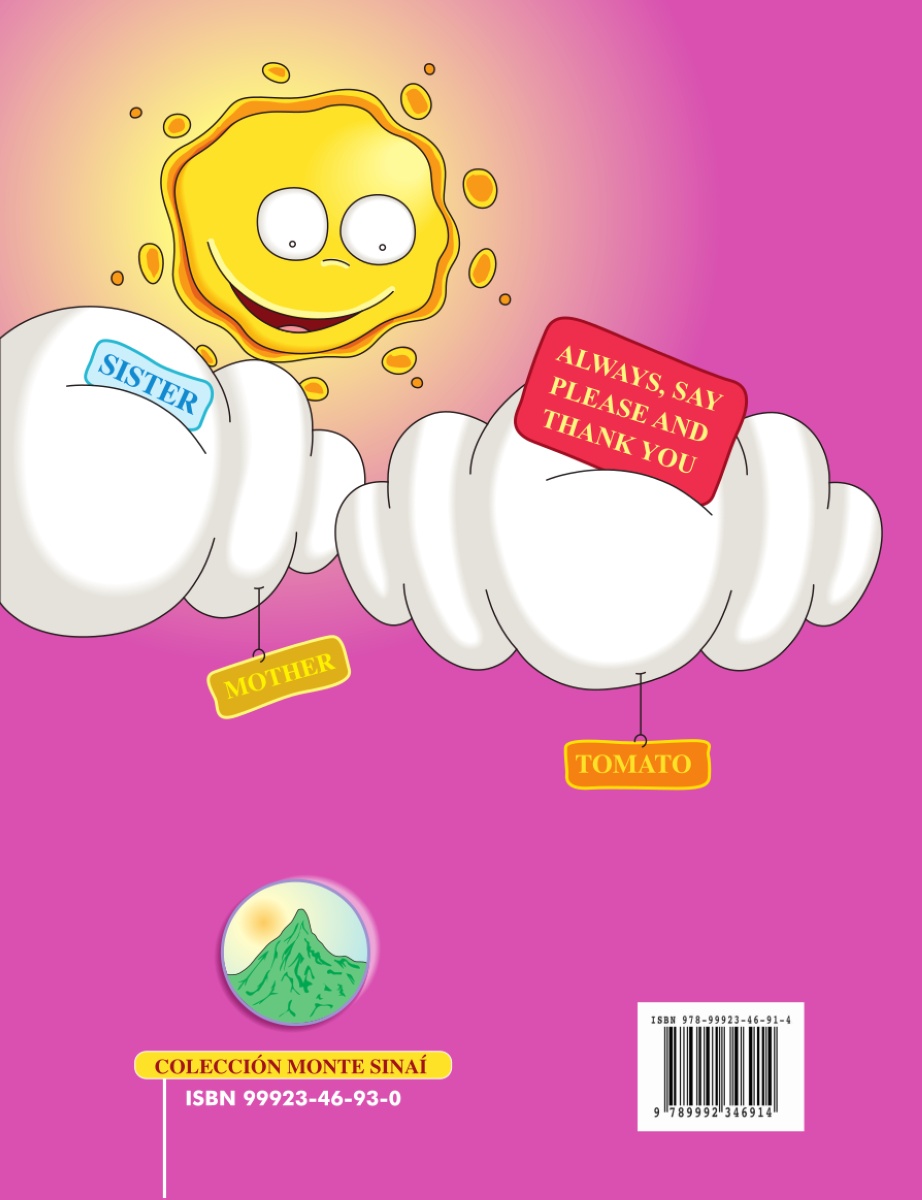 SISTER
ALWAYS, SAY
PLEASE AND
THANK YOU
MOTHER
TOMATO
COLECCIÓN MONTE SINAÍ
ISBN 99923-46-93-0
ISBN 978-99923-46-91-4
9 789992 346914